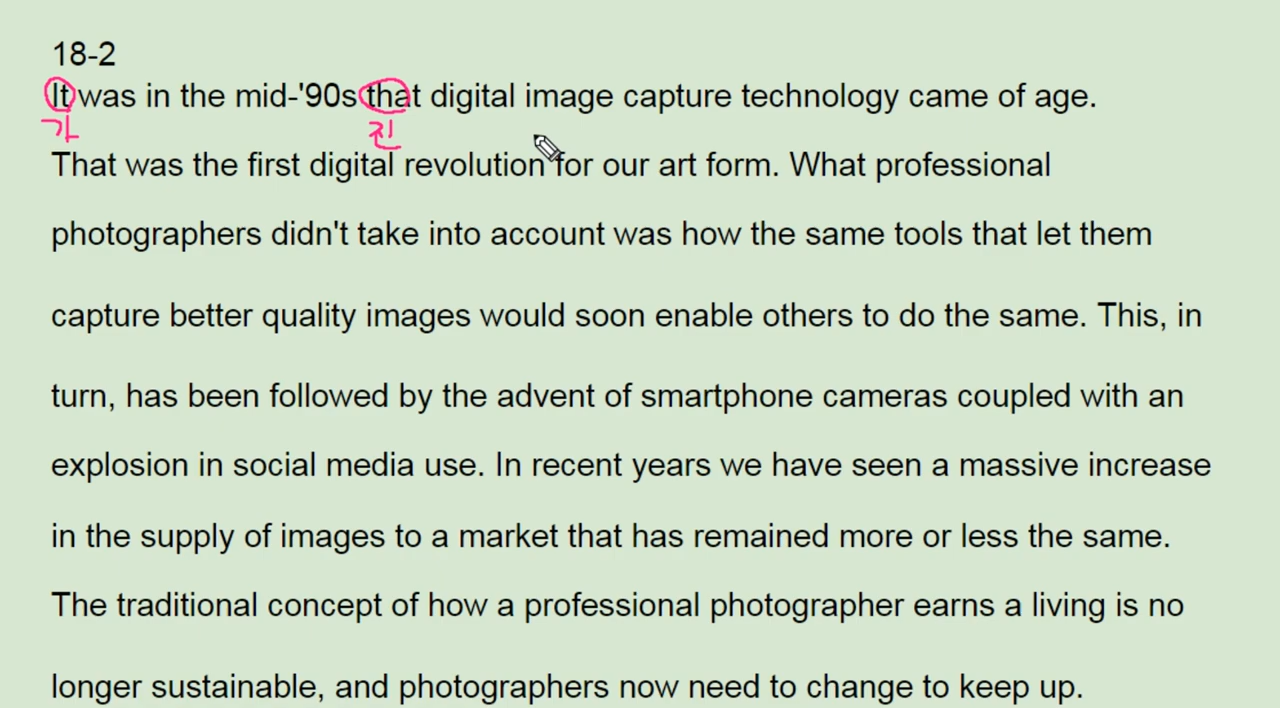 18-2
It was in the mid-'90s that digital image capture technology came of age.
가 진
That was the first digital revolution for our art form. What professional
photographers didn't take into account was how the same tools that let them
capture better quality images would soon enable others to do the same. This, in
turn, has been followed by the advent of smartphone cameras coupled with an
explosion in social media use. In recent years we have seen a massive increase
in the supply of images to a market that has remained more or less the same.
The traditional concept of how a professional photographer earns a living is no
longer sustainable, and photographers now need to change to keep up.